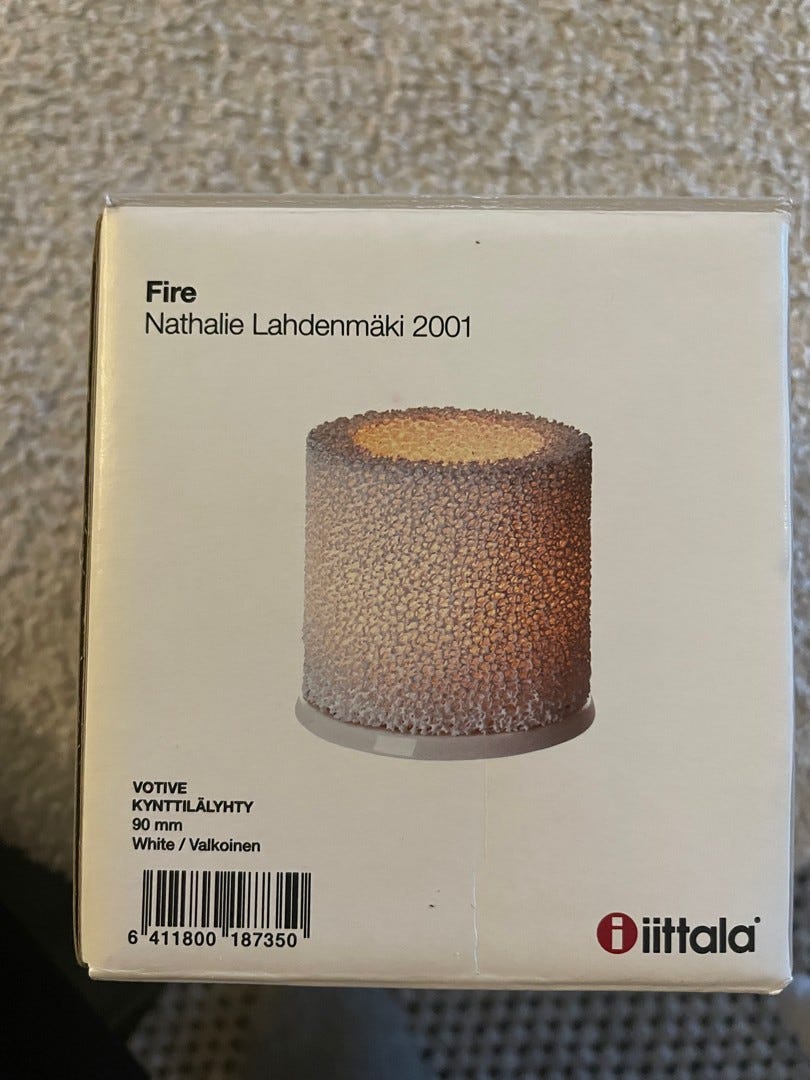 Fire
Nathalie Lahdenmäki 2001
VOTIVE
KYNTTILÄLYHTY
90 mm
White / Valkoinen
6 411800 187350
i iittala